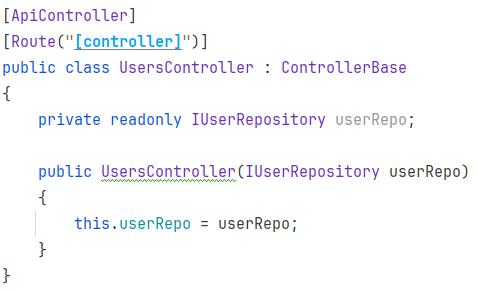 [ApiController]
[Route("[controller]")]
public class UsersController : ControllerBase
{
    private readonly IUserRepository userRepo;

    public UsersController(IUserRepository userRepo)
    {
        this.userRepo = userRepo;
    }
}